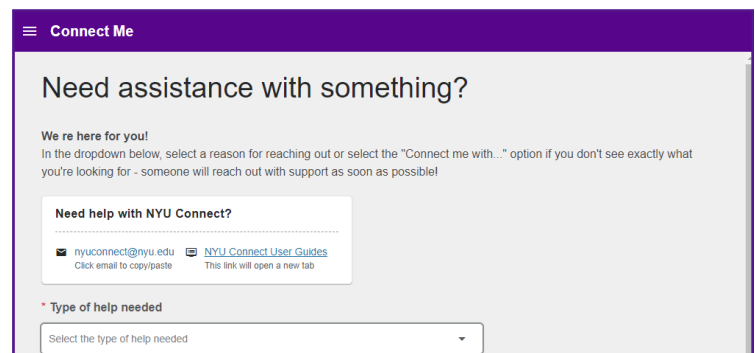 Connect Me
Need assistance with something?
We re here for you!
In the dropdown below, select a reason for reaching out or select the "Connect me with..." option if you don't see exactly what
you're looking for - someone will reach out with support as soon as possible!
Need help with NYU Connect?
nyuconnect@nyu.edu NYU Connect User Guides
Click email to copy/paste This link will open a new tab
* Type of help needed
Select the type of help needed